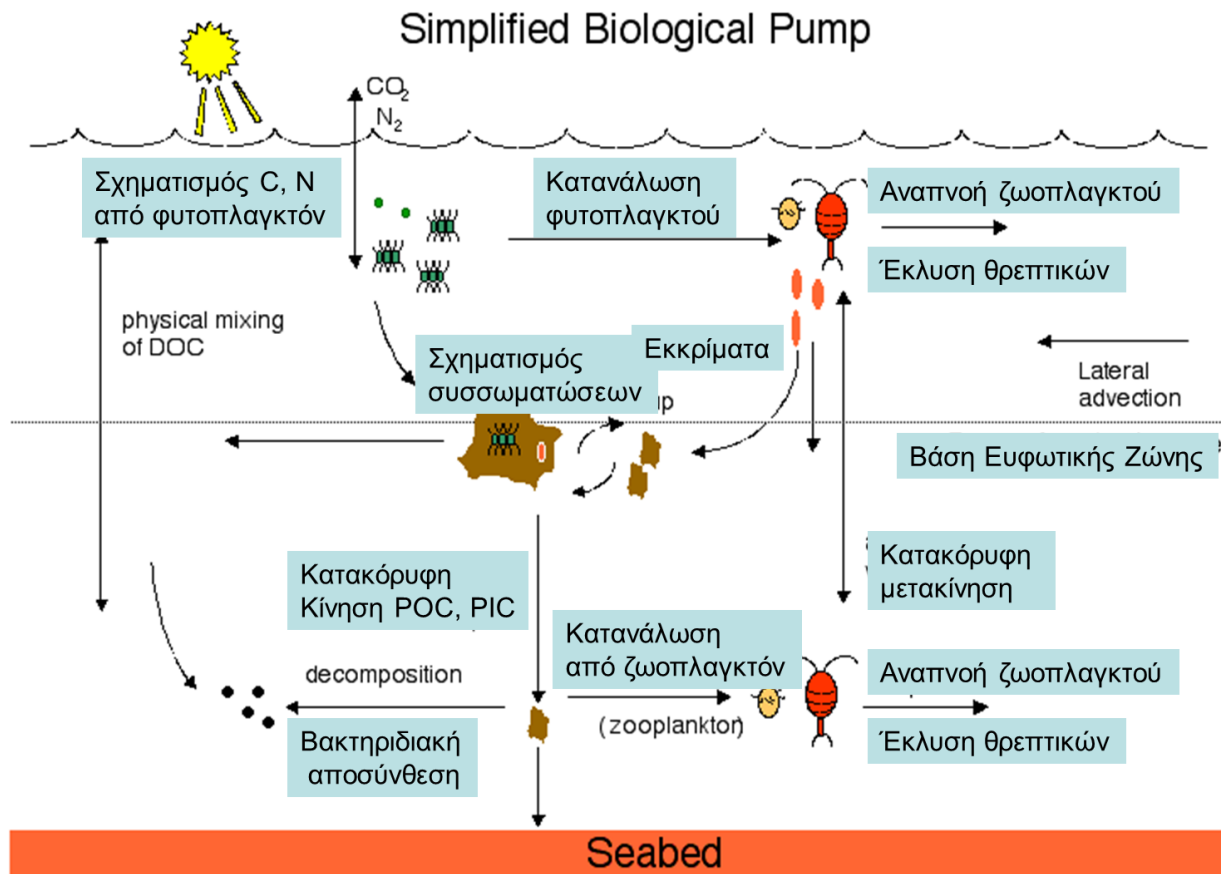 Simplified Biological Pump
CO2
N2
Σχηματισμός C, N
από φυτοπλαγκτόν
Κατανάλωση
φυτοπλαγκτού
Αναπνοή ζωοπλαγκτού
Έκλυση θρεπτικών
physical mixing
of DOC
Σχηματισμός
συσσωματώσεων
Εκκρίματα
Lateral
advection
Βάση Ευφωτικής Ζώνης
Κατακόρυφη
Κίνηση POC, PIC
Κατακόρυφη
μετακίνηση
Κατανάλωση
από ζωοπλαγκτόν
(zooplankton)
Αναπνοή ζωοπλαγκτού
Έκλυση θρεπτικών
decomposition
Βακτηριδιακή
αποσύνθεση
Seabed